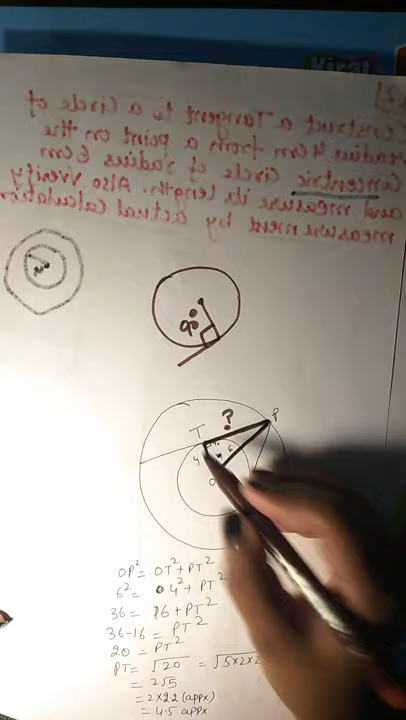 Construct a Tangent to a Circle of
radius 4cm from a point on the
Concentric circle of radius 6cm
and measure its length. Also Vverify
measurement by actual calculation
90
T
?
P
4
6
O
OP² = OT² + PT²
6² = 4² + PT²
36 = 16 + PT²
36-16 = PT²
20 = PT²
PT = √20 = √5×2×2
= 2√5
= 2×2.2 (appx)
= 4.5 appx